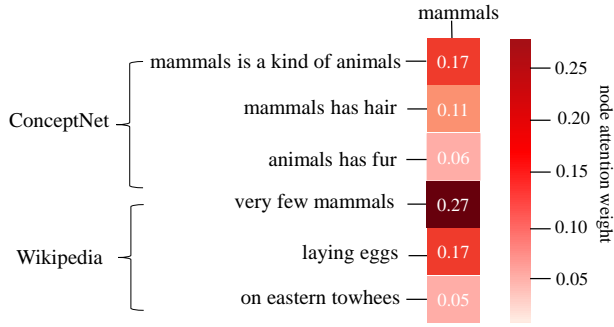 mammals
mammals is a kind of animals 0.17
mammals has hair 0.11
animals has fur 0.06
very few mammals 0.27
laying eggs 0.17
on eastern towhees 0.05
ConceptNet
Wikipedia
0.25
0.20
0.15
0.10
0.05
node attention weight